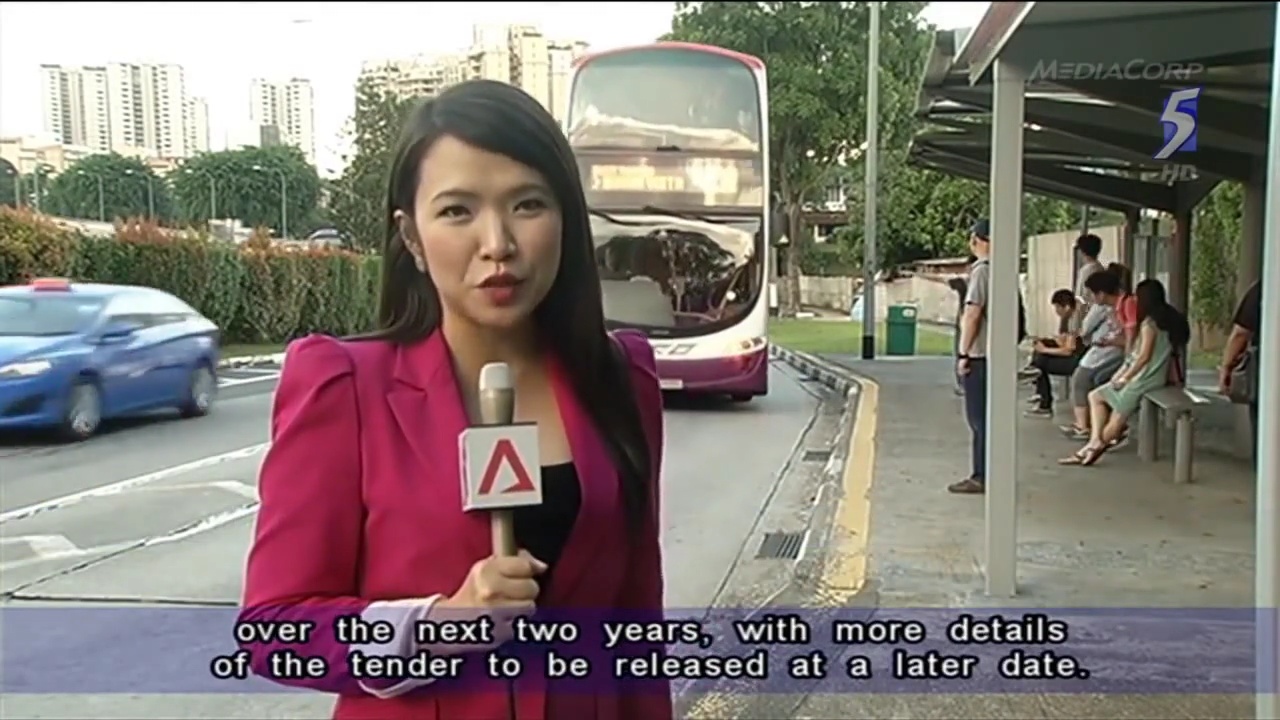 MEDIACORP
5
HD
over the next two years, with more details
of the tender to be released at a later date.